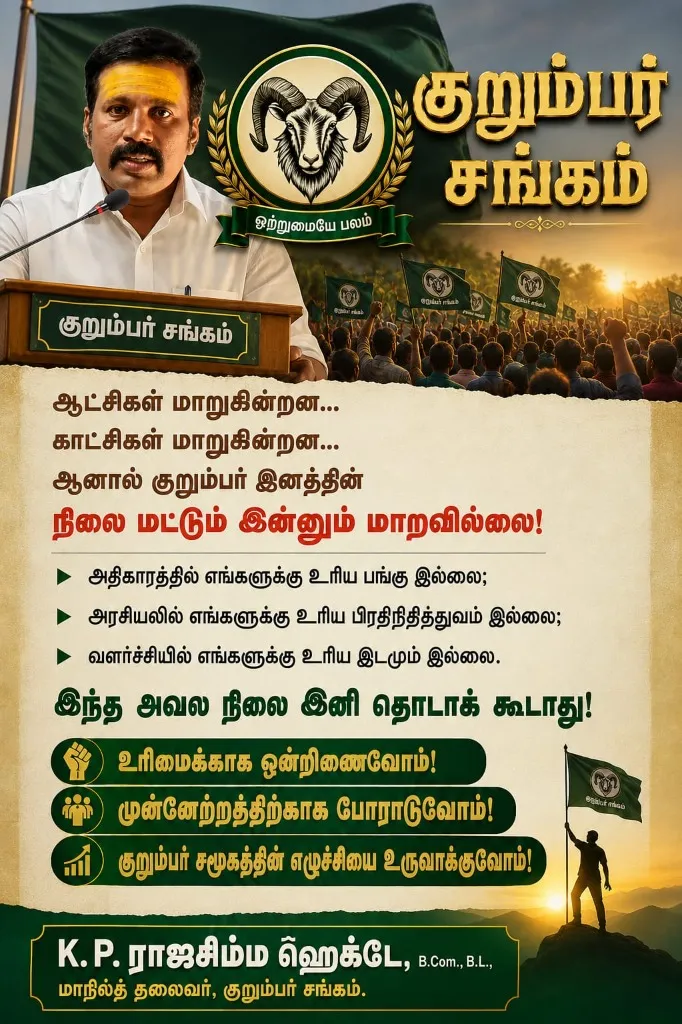 குறும்பர்
சங்கம்
ஒற்றுமையே பலம்
குறும்பர் சங்கம்
ஆட்சிகள் மாறுகின்றன...
காட்சிகள் மாறுகின்றன...
ஆனால் குறும்பர் இனத்தின்
நிலை மட்டும் இன்னும் மாறவில்லை!
அதிகாரத்தில் எங்களுக்கு உரிய பங்கு இல்லை;
அரசியலில் எங்களுக்கு உரிய பிரதிநிதித்துவம் இல்லை;
வளர்ச்சியில் எங்களுக்கு உரிய இடமும் இல்லை.
இந்த அவல நிலை இனி தொடாக் கூடாது!
உரிமைக்காக ஒன்றிணைவோம்!
முன்னேற்றத்திற்காக போராடுவோம்!
குறும்பர் சமூகத்தின் எழுச்சியை உருவாக்குவோம்!
குறும்பர் சங்கம்
K. P. ராஜசிம்ம ஹெக்டே, B.Com., B.L.,
மாநிலத் தலைவர், குறும்பர் சங்கம்.